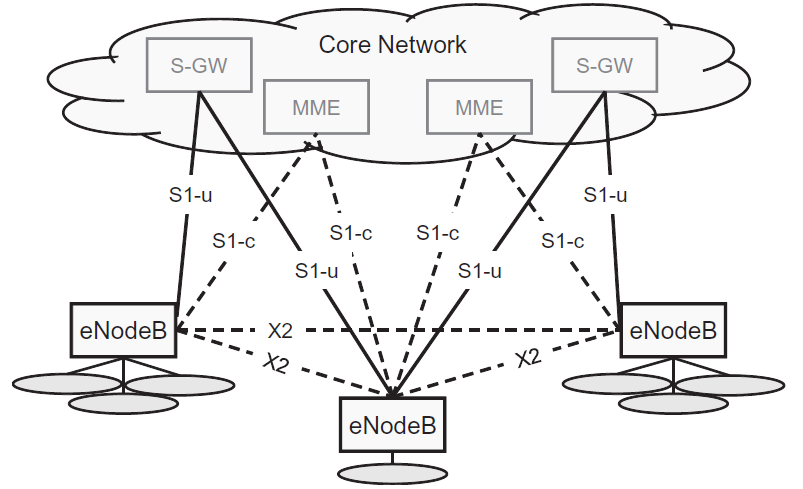 Core Network
S-GW
S-GW
MME
MME
S1-u
S1-u
S1-c
S1-c
S1-c
S1-c
S1-u
S1-u
eNodeB
X2
eNodeB
X2
X2
eNodeB